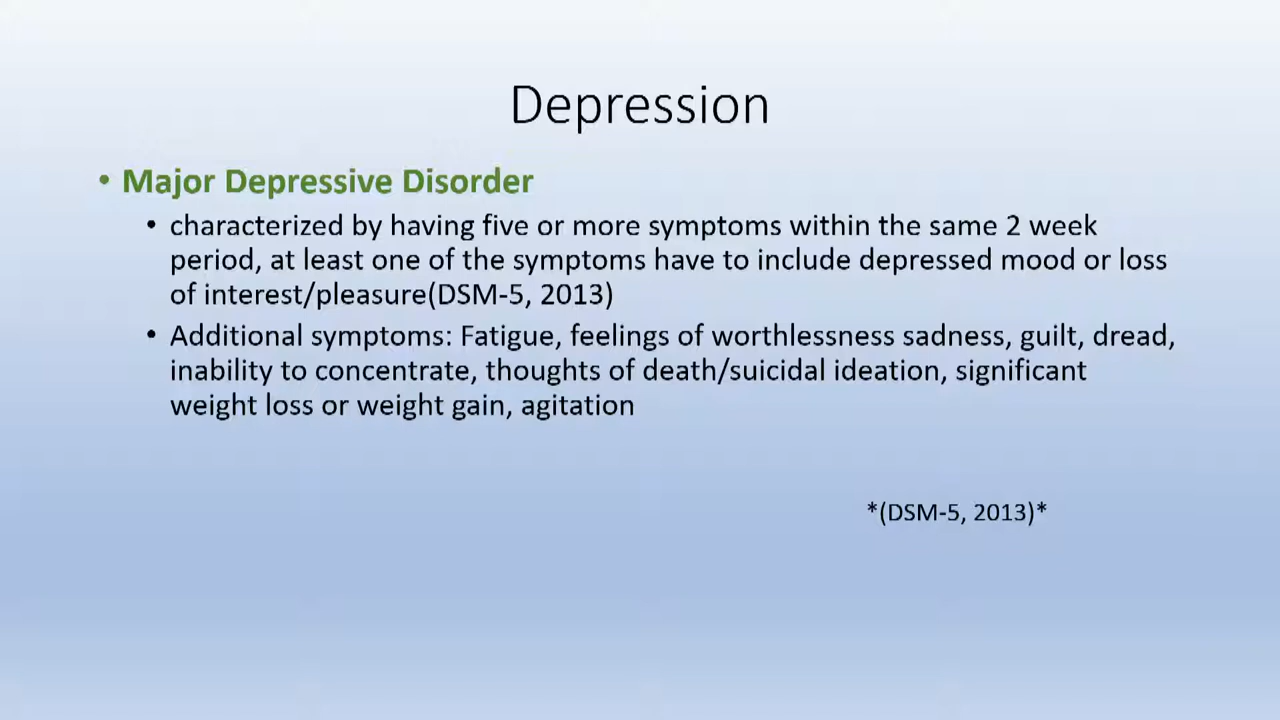 Depression
• Major Depressive Disorder
• characterized by having five or more symptoms within the same 2 week
period, at least one of the symptoms have to include depressed mood or loss
of interest/pleasure(DSM-5, 2013)
• Additional symptoms: Fatigue, feelings of worthlessness sadness, guilt, dread,
inability to concentrate, thoughts of death/suicidal ideation, significant
weight loss or weight gain, agitation
*(DSM-5, 2013)*